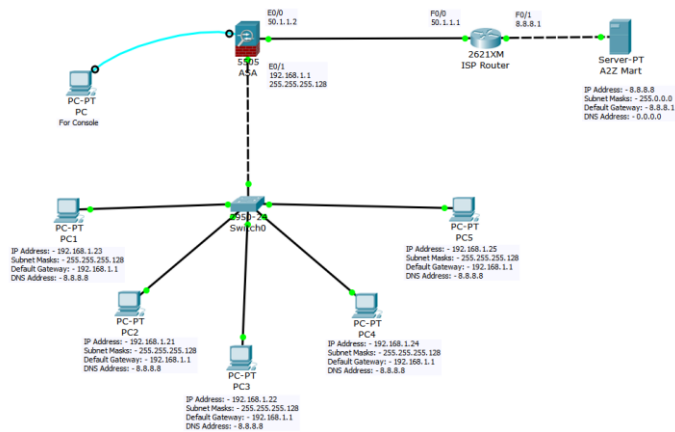 E0/0
50.1.1.2
F0/0
50.1.1.1
F0/1
8.8.8.1
5505
ASA
2621XM
ISP Router
Server-PT
A2Z Mart
E0/1
192.168.1.1
255.255.255.128
PC-PT
PC
For Console
IP Address: - 8.8.8.8
Subnet Masks: - 255.0.0.0
Default Gateway: - 8.8.8.1
DNS Address: - 0.0.0.0
2950-24
Switch0
PC-PT
PC1
IP Address: - 192.168.1.23
Subnet Masks: - 255.255.255.128
Default Gateway: - 192.168.1.1
DNS Address: - 8.8.8.8
PC-PT
PC5
IP Address: - 192.168.1.25
Subnet Masks: - 255.255.255.128
Default Gateway: - 192.168.1.1
DNS Address: - 8.8.8.8
PC-PT
PC2
IP Address: - 192.168.1.21
Subnet Masks: - 255.255.255.128
Default Gateway: - 192.168.1.1
DNS Address: - 8.8.8.8
PC-PT
PC4
IP Address: - 192.168.1.24
Subnet Masks: - 255.255.255.128
Default Gateway: - 192.168.1.1
DNS Address: - 8.8.8.8
PC-PT
PC3
IP Address: - 192.168.1.22
Subnet Masks: - 255.255.255.128
Default Gateway: - 192.168.1.1
DNS Address: - 8.8.8.8